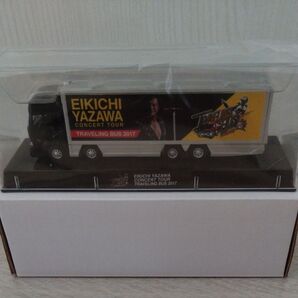 EIKICHI
YAZAWA
CONCERT TOUR
TRAVELING BUS 2017
EIKICHI YAZAWA
CONCERT TOUR
TRAVELING BUS 2017